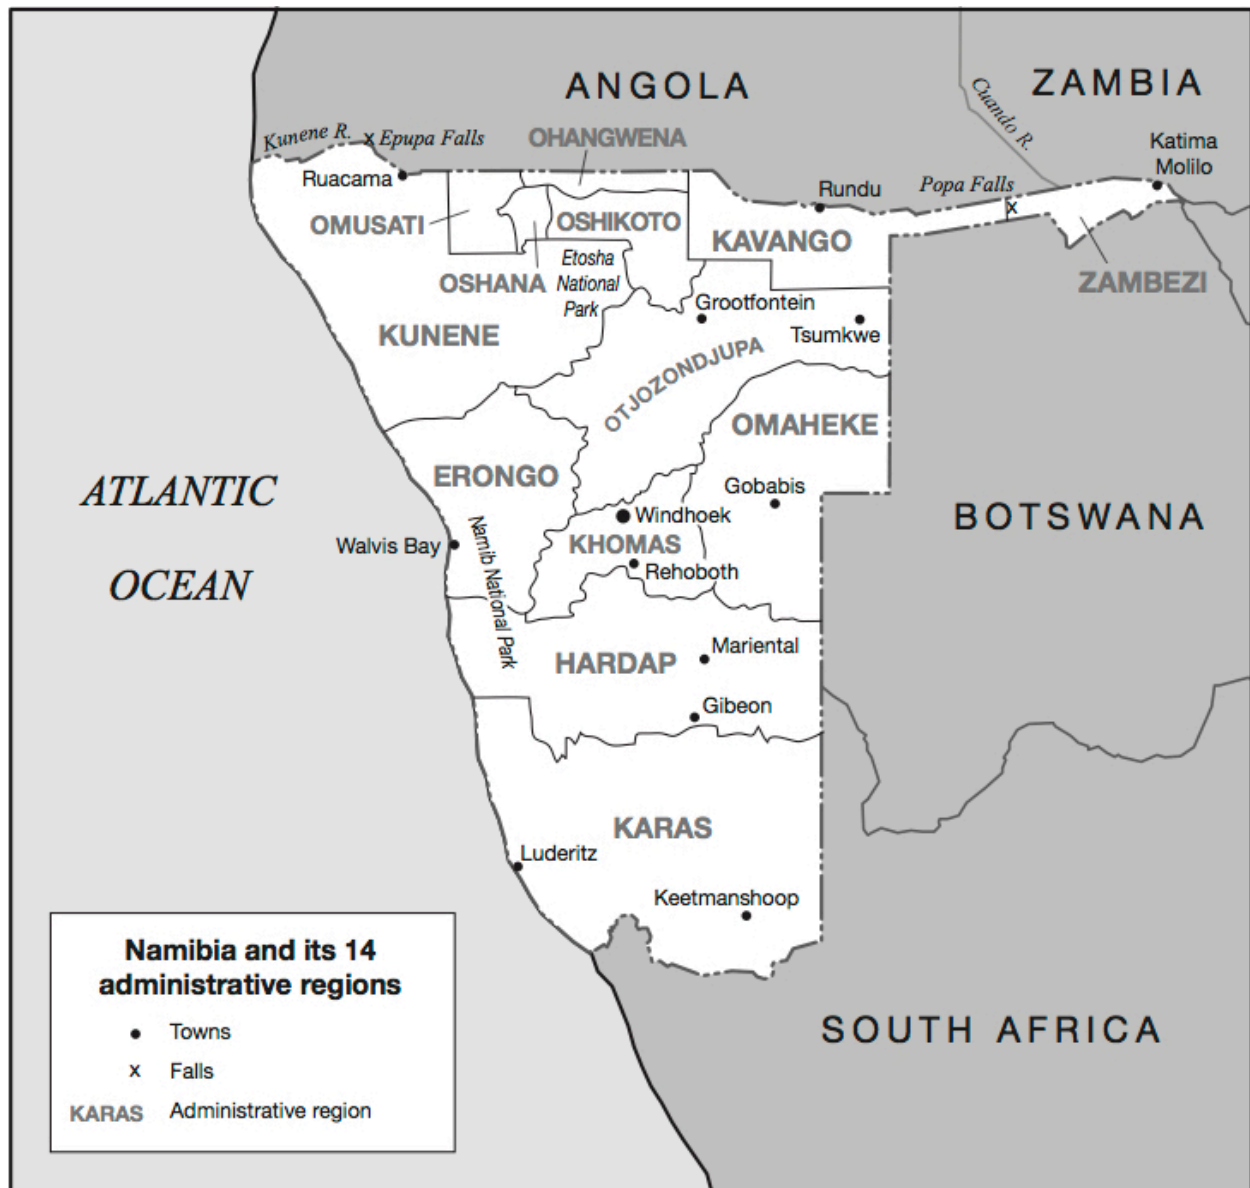 ANGOLA
ZAMBIA
Cuando R.
Kunene R.
Epupa Falls
OHANGWENA
Katima
Molilo
Ruacama
Rundu
Popa Falls
OMUSATI
OSHIKOTO
KAVANGO
OSHANA
Etosha
National
Park
ZAMBEZI
Grootfontein
KUNENE
Tsumkwe
OTJOZONDJUPA
OMAHEKE
ERONGO
ATLANTIC
OCEAN
Gobabis
Windhoek
BOTSWANA
Walvis Bay
Namib National Park
KHOMAS
Rehoboth
Mariental
HARDAP
Gibeon
KARAS
Luderitz
Keetmanshoop
SOUTH AFRICA
Namibia and its 14
administrative regions
Towns
x Falls
KARAS Administrative region